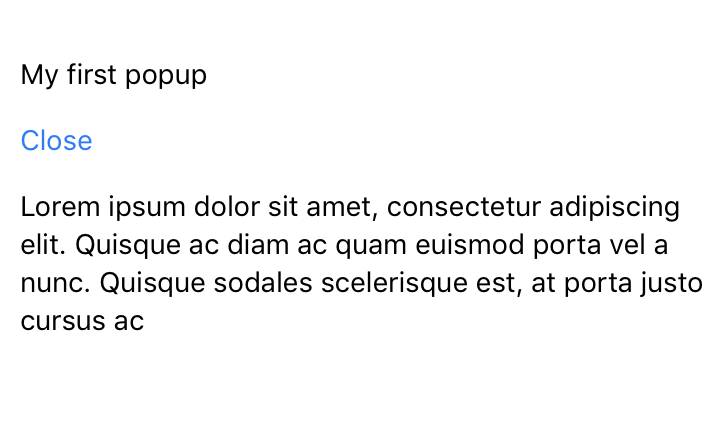 My first popup
Close
Lorem ipsum dolor sit amet, consectetur adipiscing
elit. Quisque ac diam ac quam euismod porta vel a
nunc. Quisque sodales scelerisque est, at porta justo
cursus ac